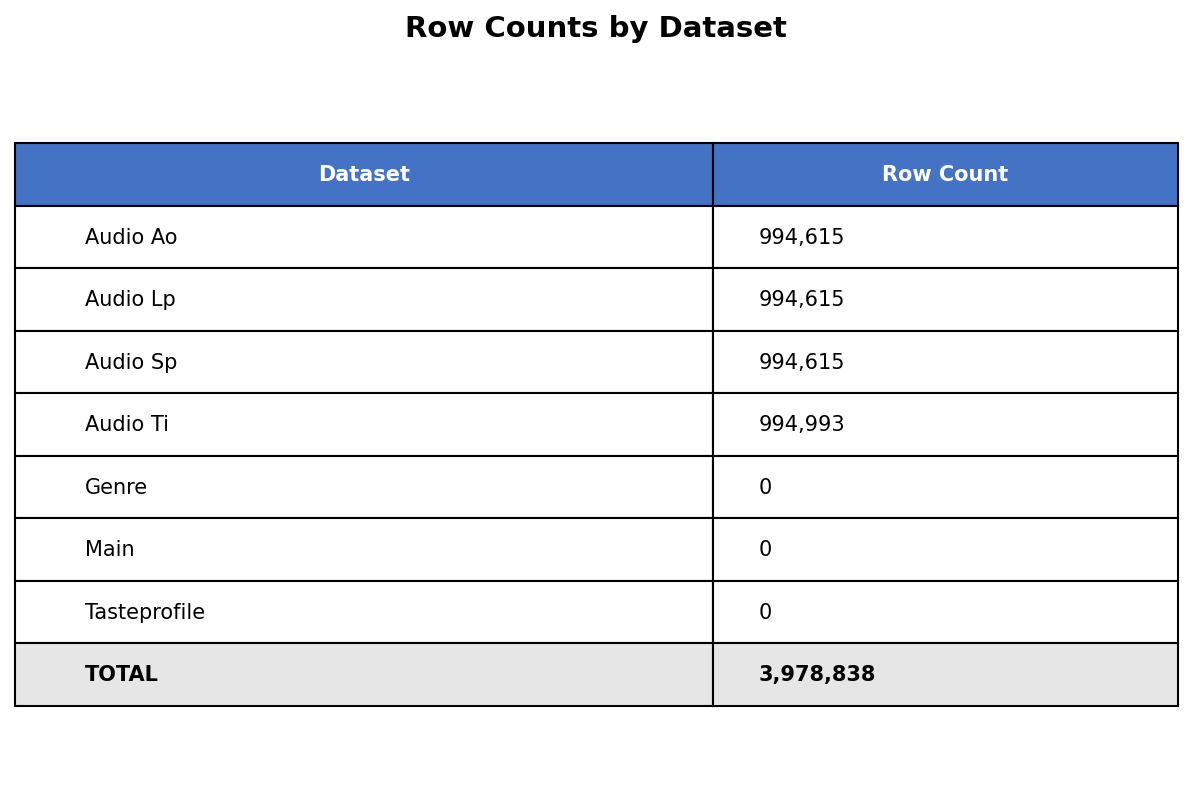 Row Counts by Dataset
Dataset Row Count
Audio Ao 994,615
Audio Lp 994,615
Audio Sp 994,615
Audio Ti 994,993
Genre 0
Main 0
Tasteprofile 0
TOTAL 3,978,838